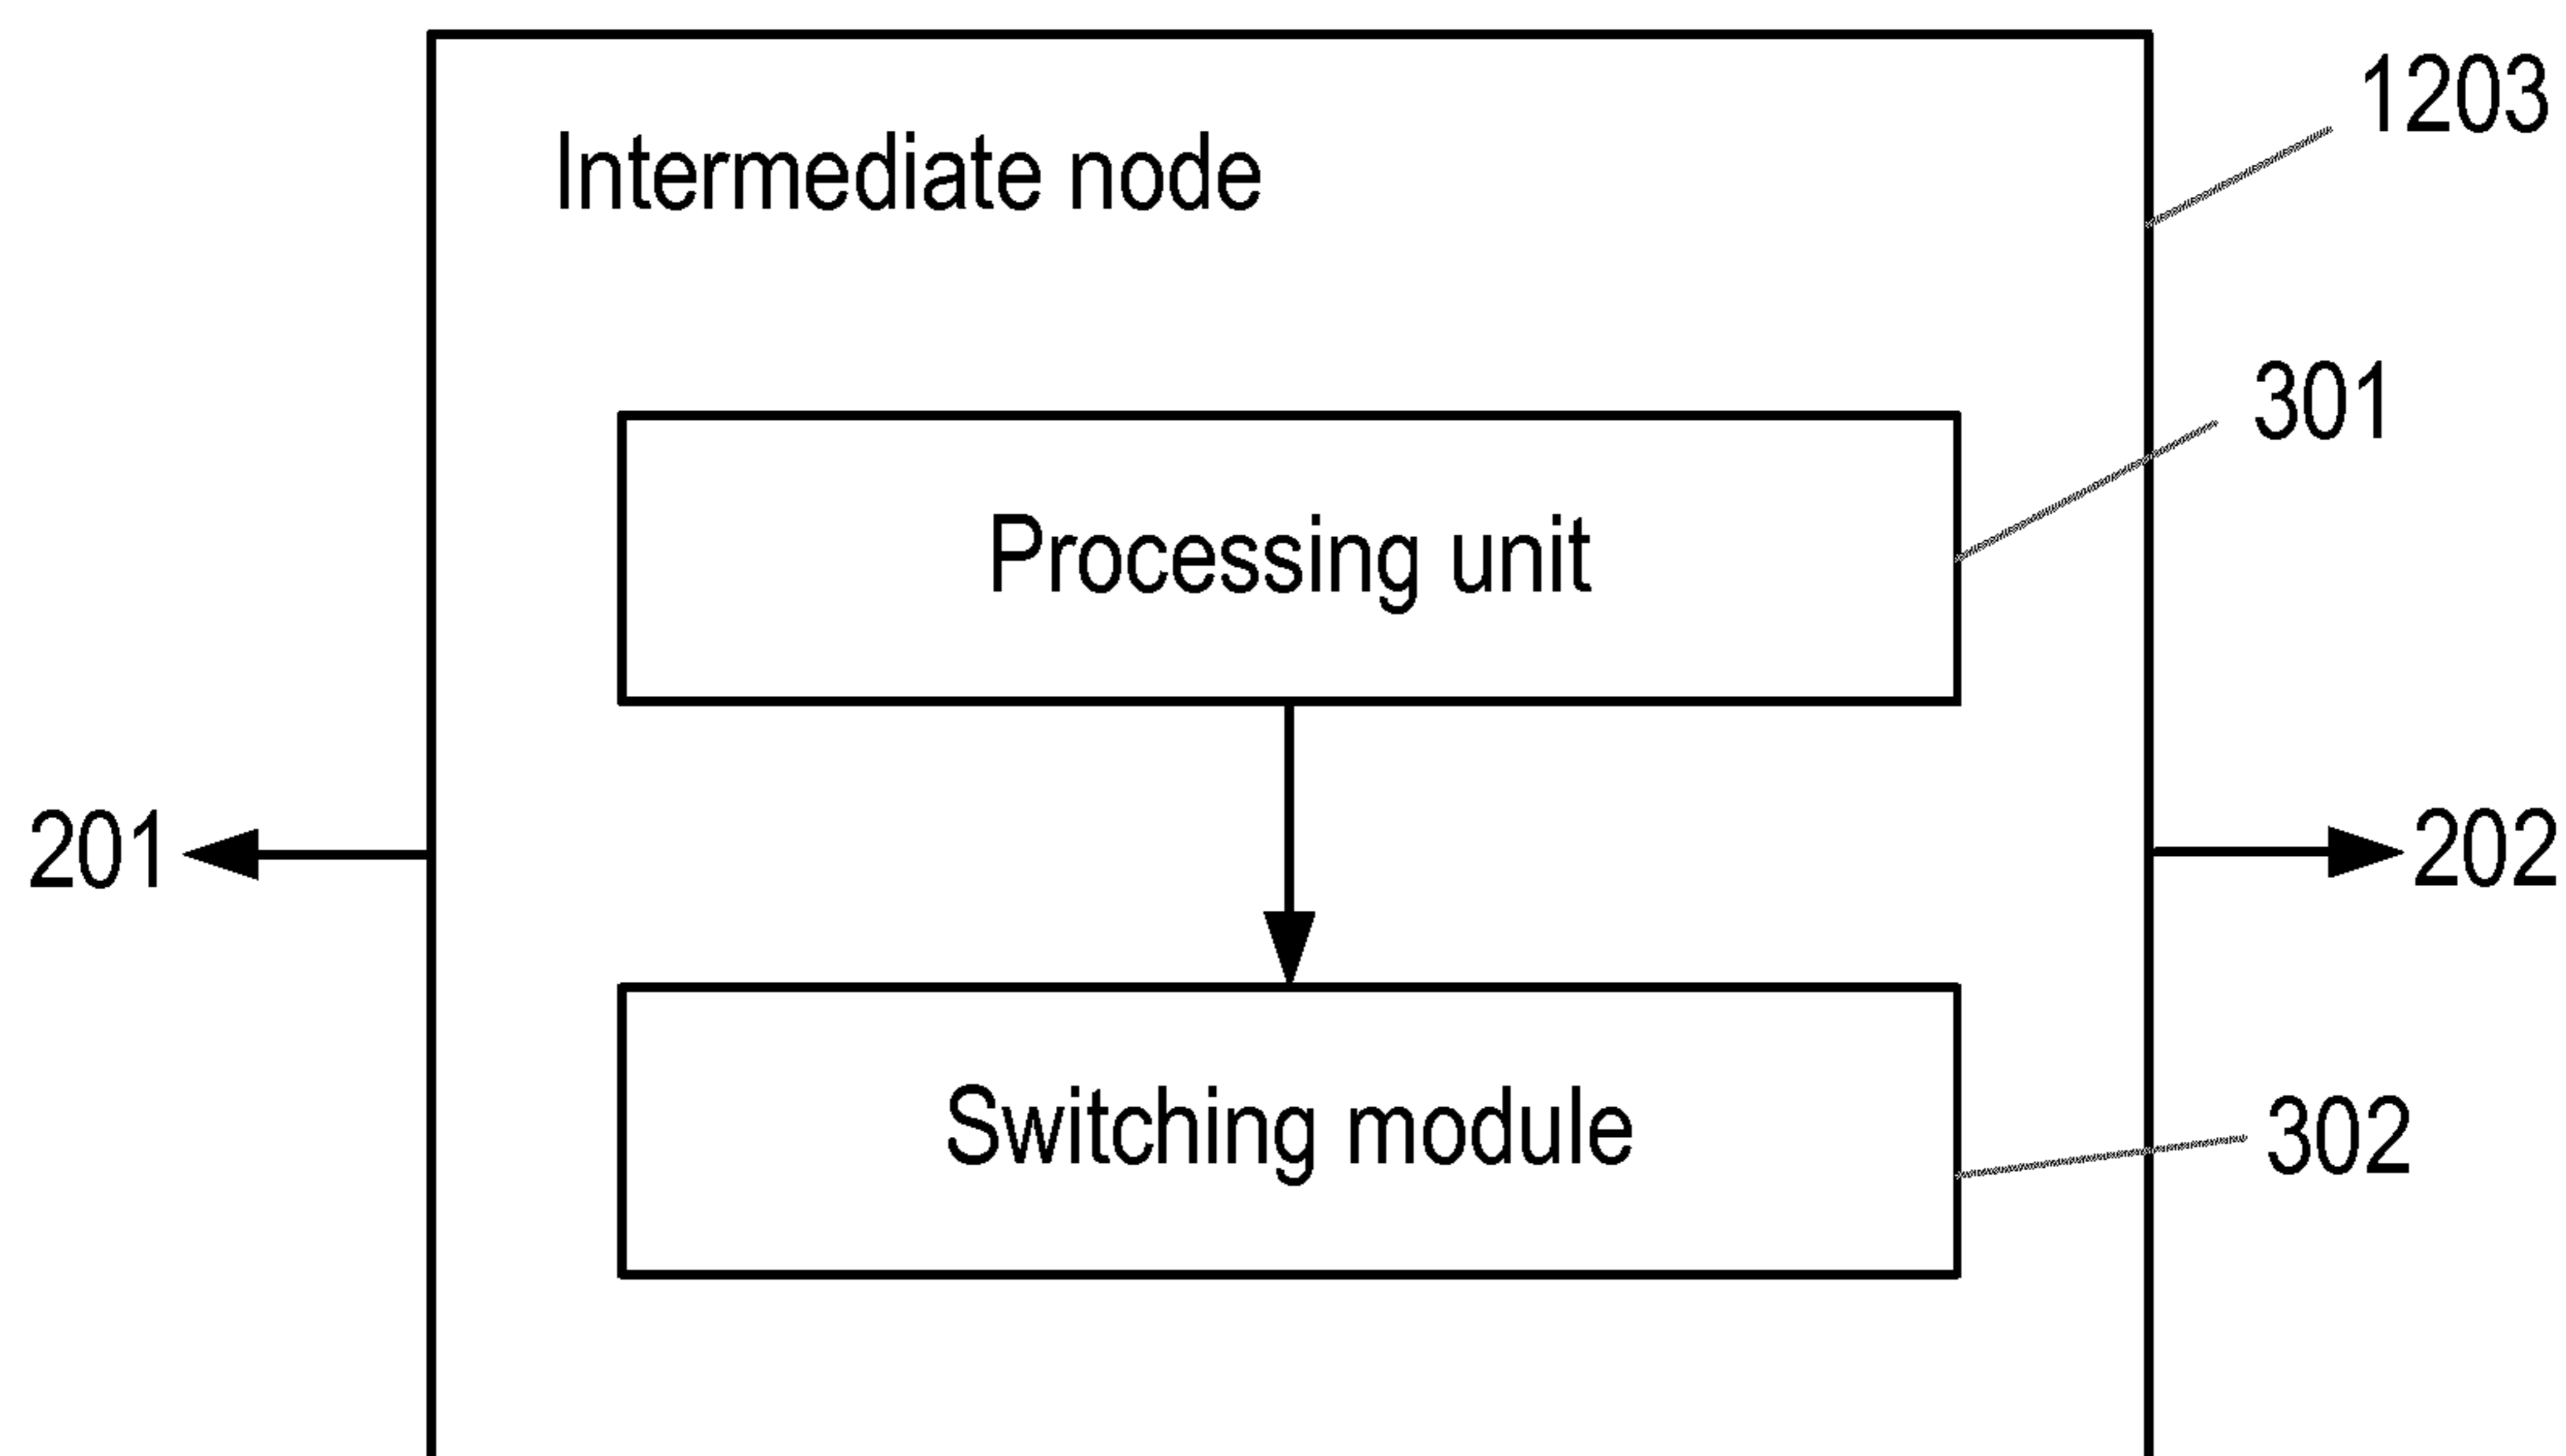 1203
Intermediate node
301
Processing unit
201
202
302
Switching module